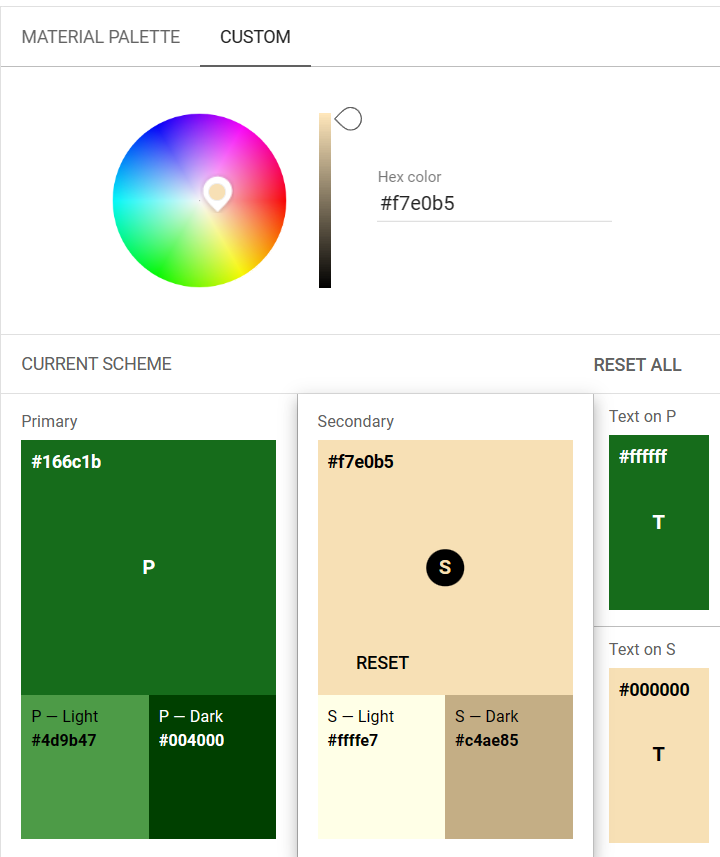 MATERIAL PALETTE
CUSTOM
Hex color
#f7e0b5
CURRENT SCHEME
RESET ALL
Primary
#166c1b
P
P — Light
#4d9b47
P — Dark
#004000
Secondary
#f7e0b5
S
RESET
S — Light
#ffffe7
S — Dark
#c4ae85
Text on P
#ffffff
T
Text on S
#000000
T